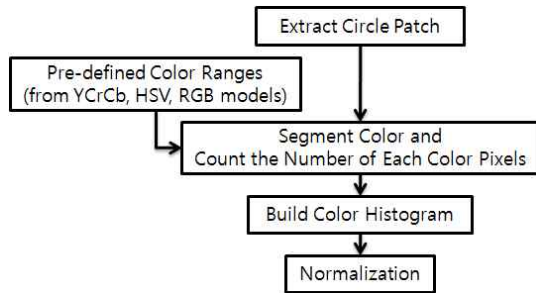 Extract Circle Patch
Pre-defined Color Ranges
(from YCrCb, HSV, RGB models)
Segment Color and
Count the Number of Each Color Pixels
Build Color Histogram
Normalization